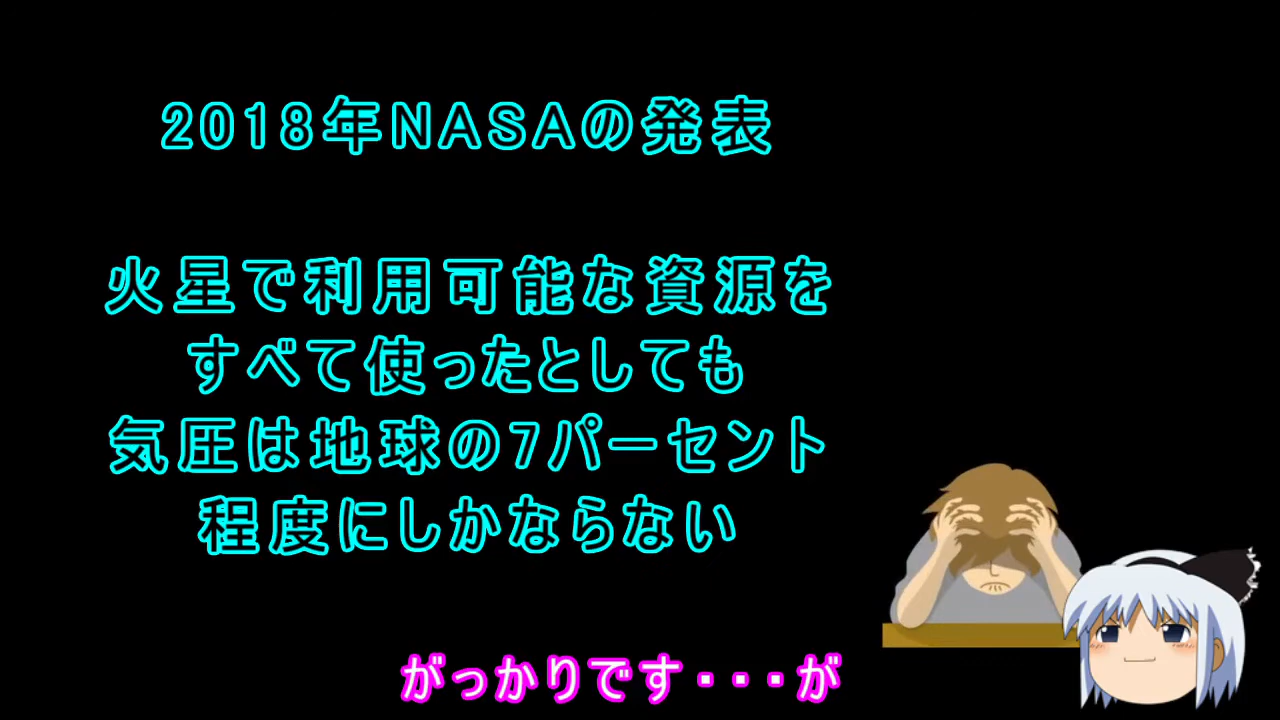 2018年NASAの発表
火星で利用可能な資源を
すべて使ったとしても
気圧は地球の7パーセント
程度にしかならない
がっかりです・・・が